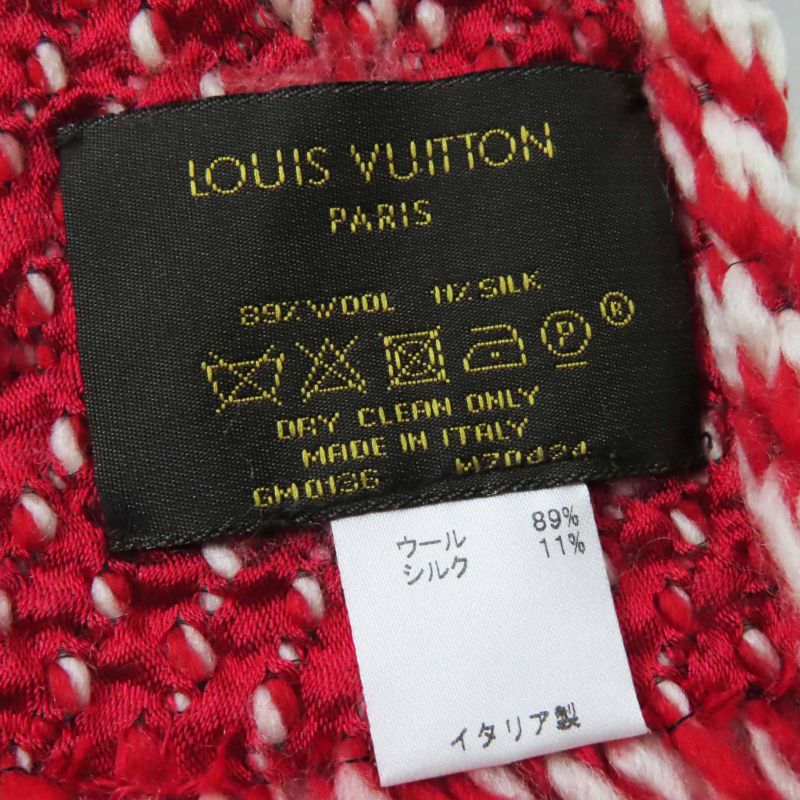 LOUIS VUITTON
PARIS
89%WOOL 11%SILK
P ®
DRY CLEAN ONLY
MADE IN ITALY
GM0136 M70424
ウール 89%
シルク 11%
イタリア製